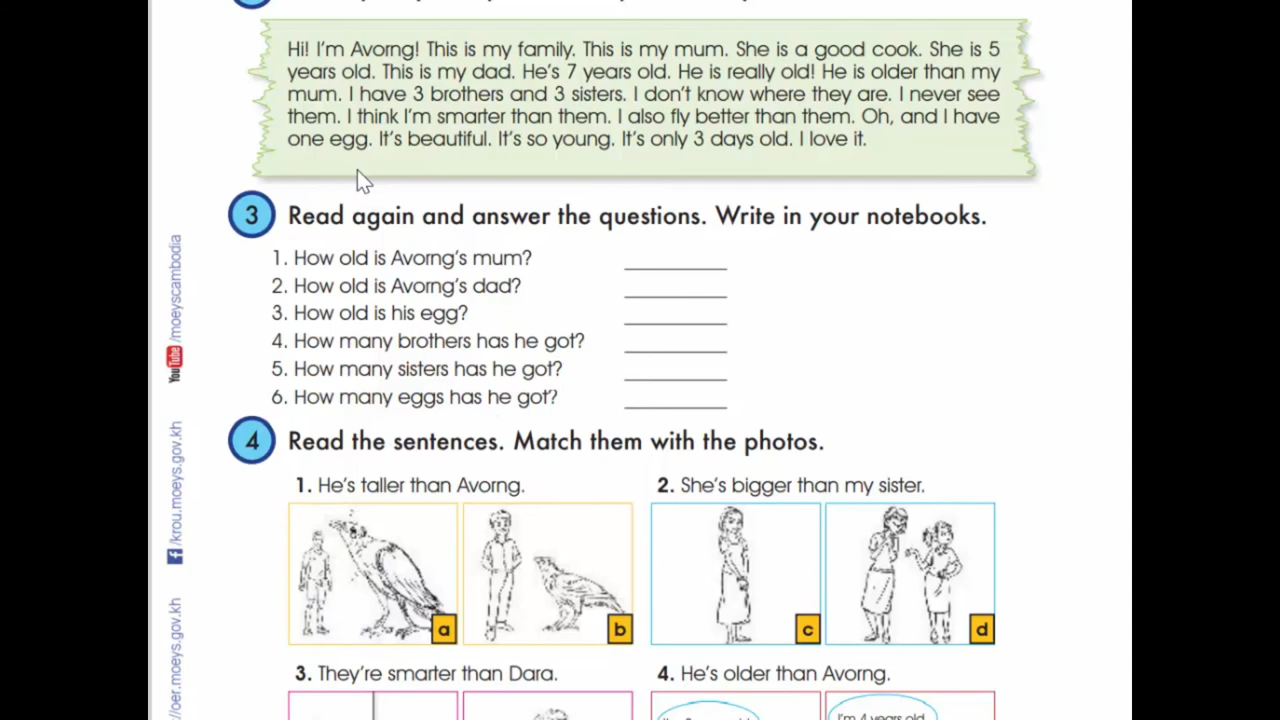 Hi! I'm Avorng! This is my family. This is my mum. She is a good cook. She is 5
years old. This is my dad. He's 7 years old. He is really old! He is older than my
mum. I have 3 brothers and 3 sisters. I don't know where they are. I never see
them. I think I'm smarter than them. I also fly better than them. Oh, and I have
one egg. It's beautiful. It's so young. It's only 3 days old. I love it.
3 Read again and answer the questions. Write in your notebooks.
1. How old is Avorng's mum?
2. How old is Avorng's dad?
3. How old is his egg?
4. How many brothers has he got?
5. How many sisters has he got?
6. How many eggs has he got?
4 Read the sentences. Match them with the photos.
1. He's taller than Avorng.
2. She's bigger than my sister.
a
b
c
d
3. They're smarter than Dara.
4. He's older than Avorng.
I'm 4 years old
YouTube /moeyscambodia
f /krou.moeys.gov.kh
//oer.moeys.gov.kh